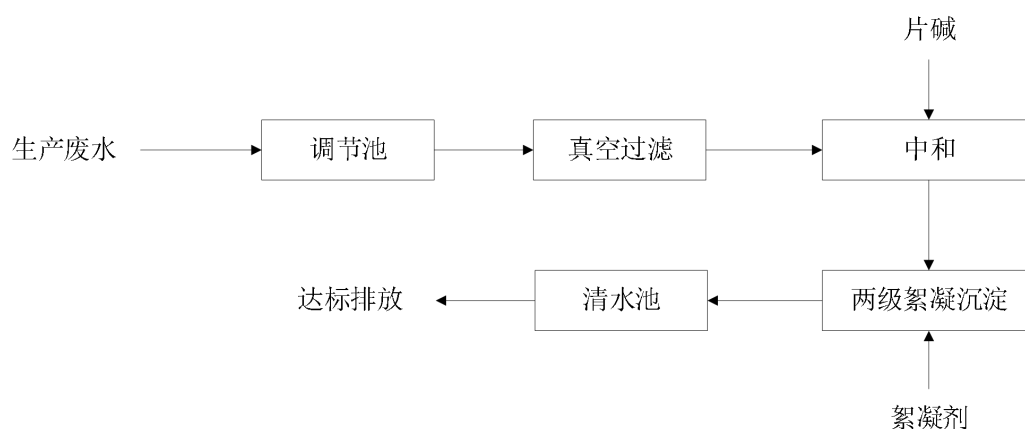 片碱
生产废水
调节池
真空过滤
中和
达标排放
清水池
两级絮凝沉淀
絮凝剂